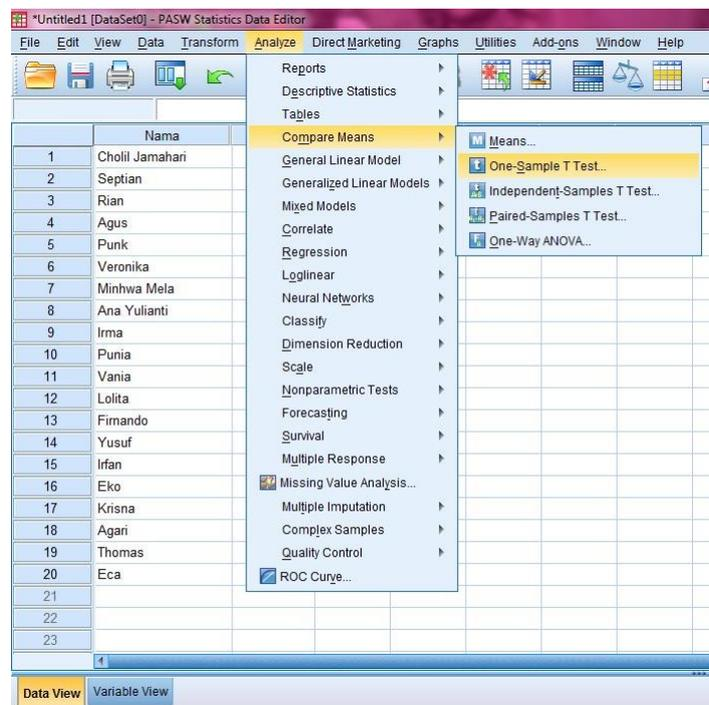 *Untitled1 [DataSet0] - PASW Statistics Data Editor
File Edit View Data Transform Analyze Direct Marketing Graphs Utilities Add-ons Window Help
Reports
Descriptive Statistics
Tables
Compare Means
General Linear Model
Generalized Linear Models
Mixed Models
Correlate
Regression
Loglinear
Neural Networks
Classify
Dimension Reduction
Scale
Nonparametric Tests
Forecasting
Survival
Multiple Response
Missing Value Analysis...
Multiple Imputation
Complex Samples
Quality Control
ROC Curve...
Means...
One-Sample T Test...
Independent-Samples T Test...
Paired-Samples T Test...
One-Way ANOVA...
Nama
1 Cholil Jamahari
2 Septian
3 Rian
4 Agus
5 Punk
6 Veronika
7 Minhwa Mela
8 Ana Yulianti
9 Irma
10 Punia
11 Vania
12 Lolita
13 Firnando
14 Yusuf
15 Irfan
16 Eko
17 Krisna
18 Agari
19 Thomas
20 Eca
21
22
23
Data View Variable View